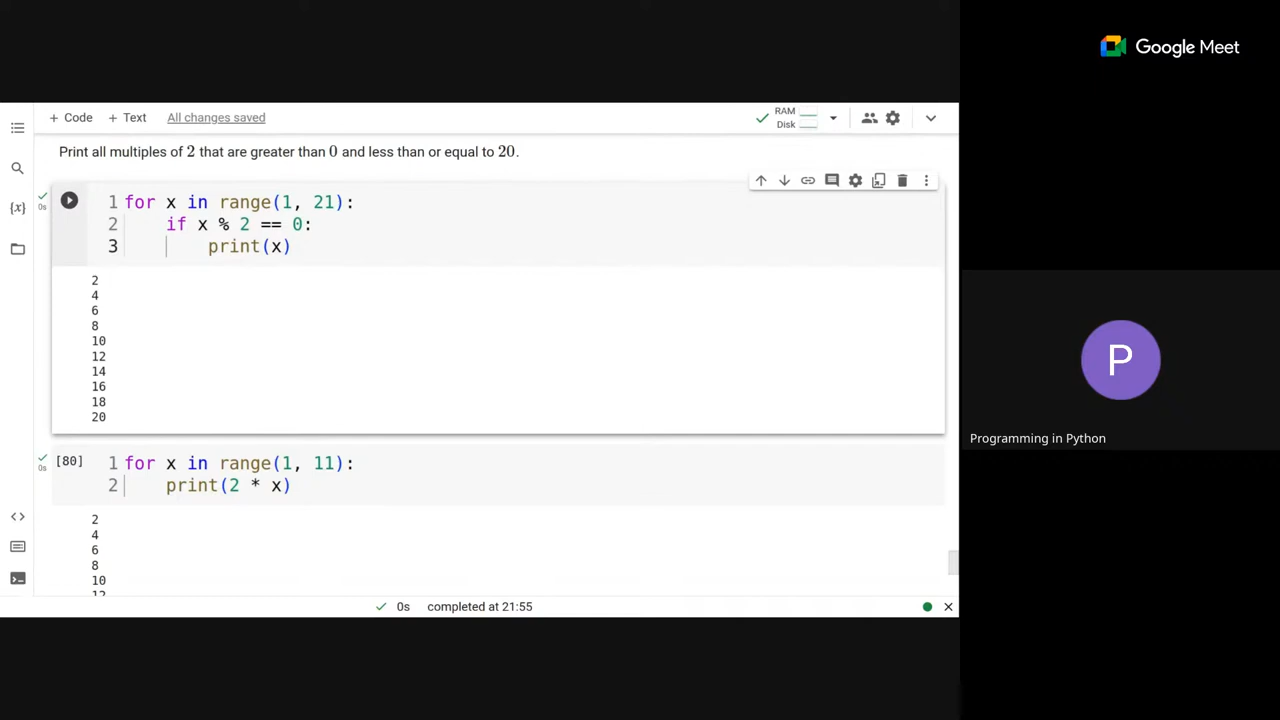 Google Meet
+ Code + Text All changes saved
RAM
Disk
Print all multiples of 2 that are greater than 0 and less than or equal to 20.
0s
1 for x in range(1, 21):
2 if x % 2 == 0:
3 print(x)
2
4
6
8
10
12
14
16
18
20
0s
[80]
1 for x in range(1, 11):
2 print(2 * x)
2
4
6
8
10
12
0s completed at 21:55
P
Programming in Python